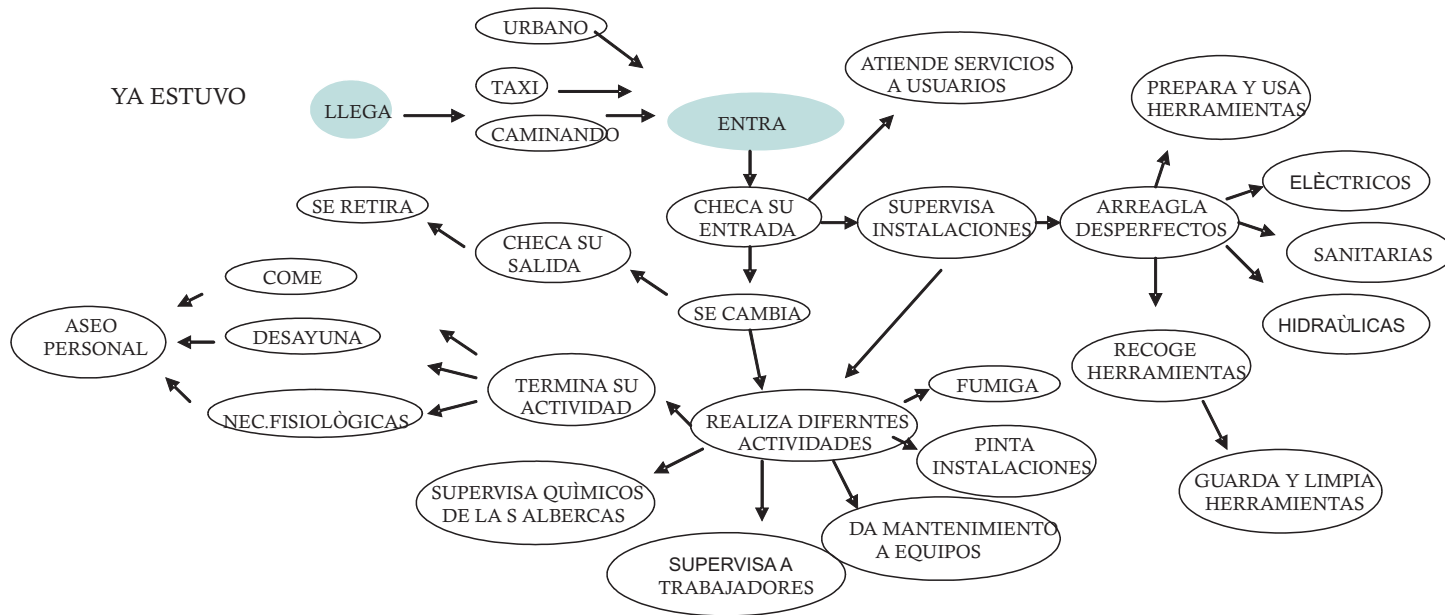 URBANO
YA ESTUVO
LLEGA
TAXI
CAMINANDO
ENTRA
ATIENDE SERVICIOS
A USUARIOS
PREPARA Y USA
HERRAMIENTAS
SE RETIRA
CHECA SU
SALIDA
CHECA SU
ENTRADA
SUPERVISA
INSTALACIONES
ARREAGLA
DESPERFECTOS
ELÈCTRICOS
SANITARIAS
HIDRAÙLICAS
COME
SE CAMBIA
ASEO
PERSONAL
DESAYUNA
NEC.FISIOLÒGICAS
TERMINA SU
ACTIVIDAD
REALIZA DIFERNTES
ACTIVIDADES
FUMIGA
PINTA
INSTALACIONES
RECOGE
HERRAMIENTAS
GUARDA Y LIMPIA
HERRAMIENTAS
SUPERVISA QUÌMICOS
DE LA S ALBERCAS
SUPERVISA A
TRABAJADORES
DA MANTENIMIENTO
A EQUIPOS